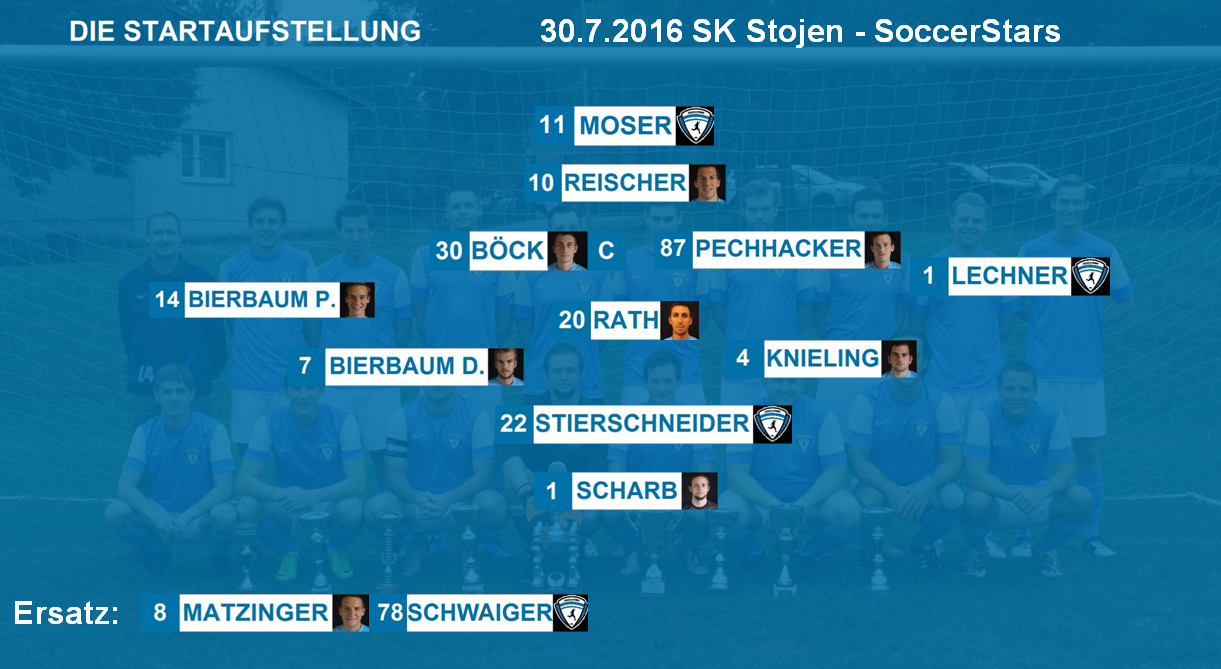 DIE STARTAUFSTELLUNG 30.7.2016 SK Stojen - SoccerStars
11 MOSER
10 REISCHER
30 BÖCK C 87 PECHHACKER
1 LECHNER
14 BIERBAUM P.
20 RATH
7 BIERBAUM D. 4 KNIELING
22 STIERSCHNEIDER
1 SCHARB
Ersatz: 8 MATZINGER 78 SCHWAIGER